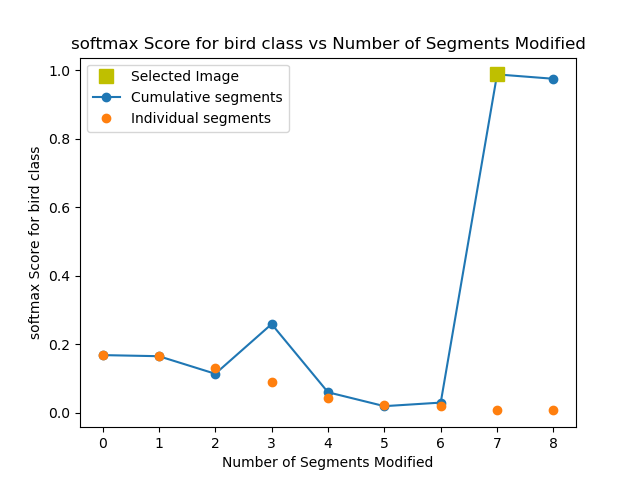 softmax Score for bird class vs Number of Segments Modified
Selected Image
Cumulative segments
Individual segments
softmax Score for bird class
1.0
0.8
0.6
0.4
0.2
0.0
0 1 2 3 4 5 6 7 8
Number of Segments Modified